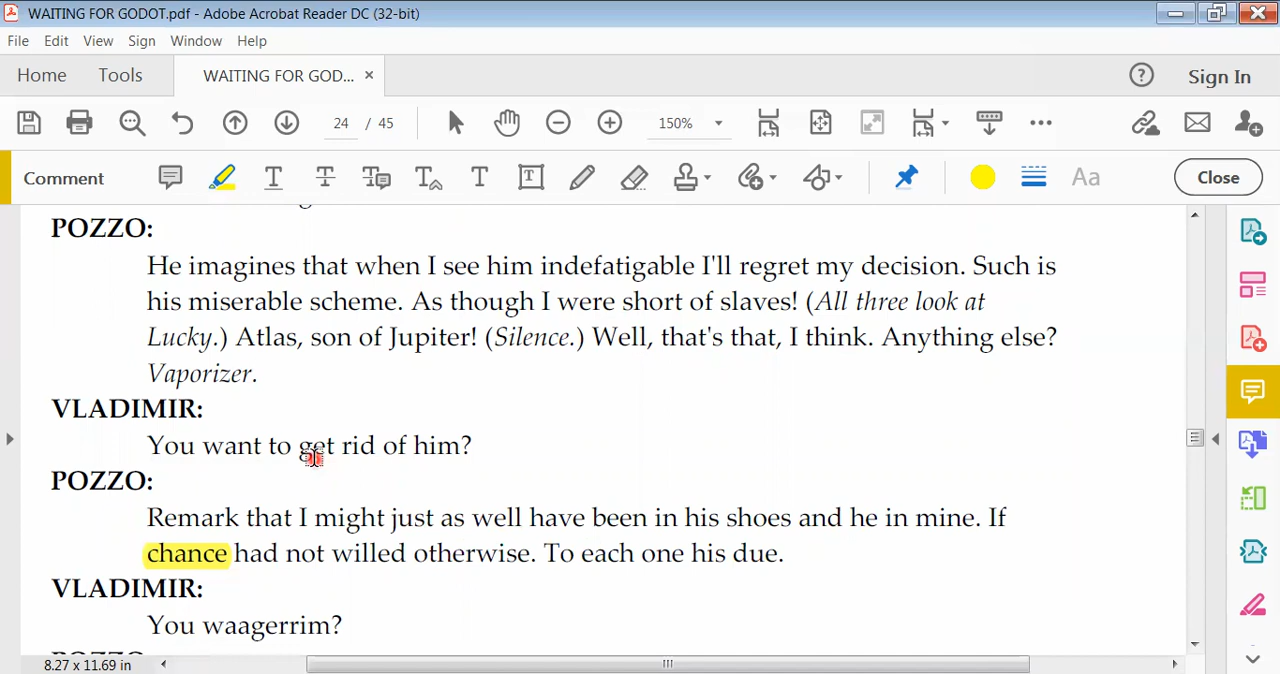 WAITING FOR GODOT.pdf - Adobe Acrobat Reader DC (32-bit)
File Edit View Sign Window Help
Home Tools WAITING FOR GOD... × ? Sign In
24 / 45 150%
Comment T T T T T T Aa Close
POZZO:
He imagines that when I see him indefatigable I'll regret my decision. Such is
his miserable scheme. As though I were short of slaves! (All three look at
Lucky.) Atlas, son of Jupiter! (Silence.) Well, that's that, I think. Anything else?
Vaporizer.
VLADIMIR:
You want to get rid of him?
POZZO:
Remark that I might just as well have been in his shoes and he in mine. If
chance had not willed otherwise. To each one his due.
VLADIMIR:
You waagerrim?
8.27 x 11.69 in